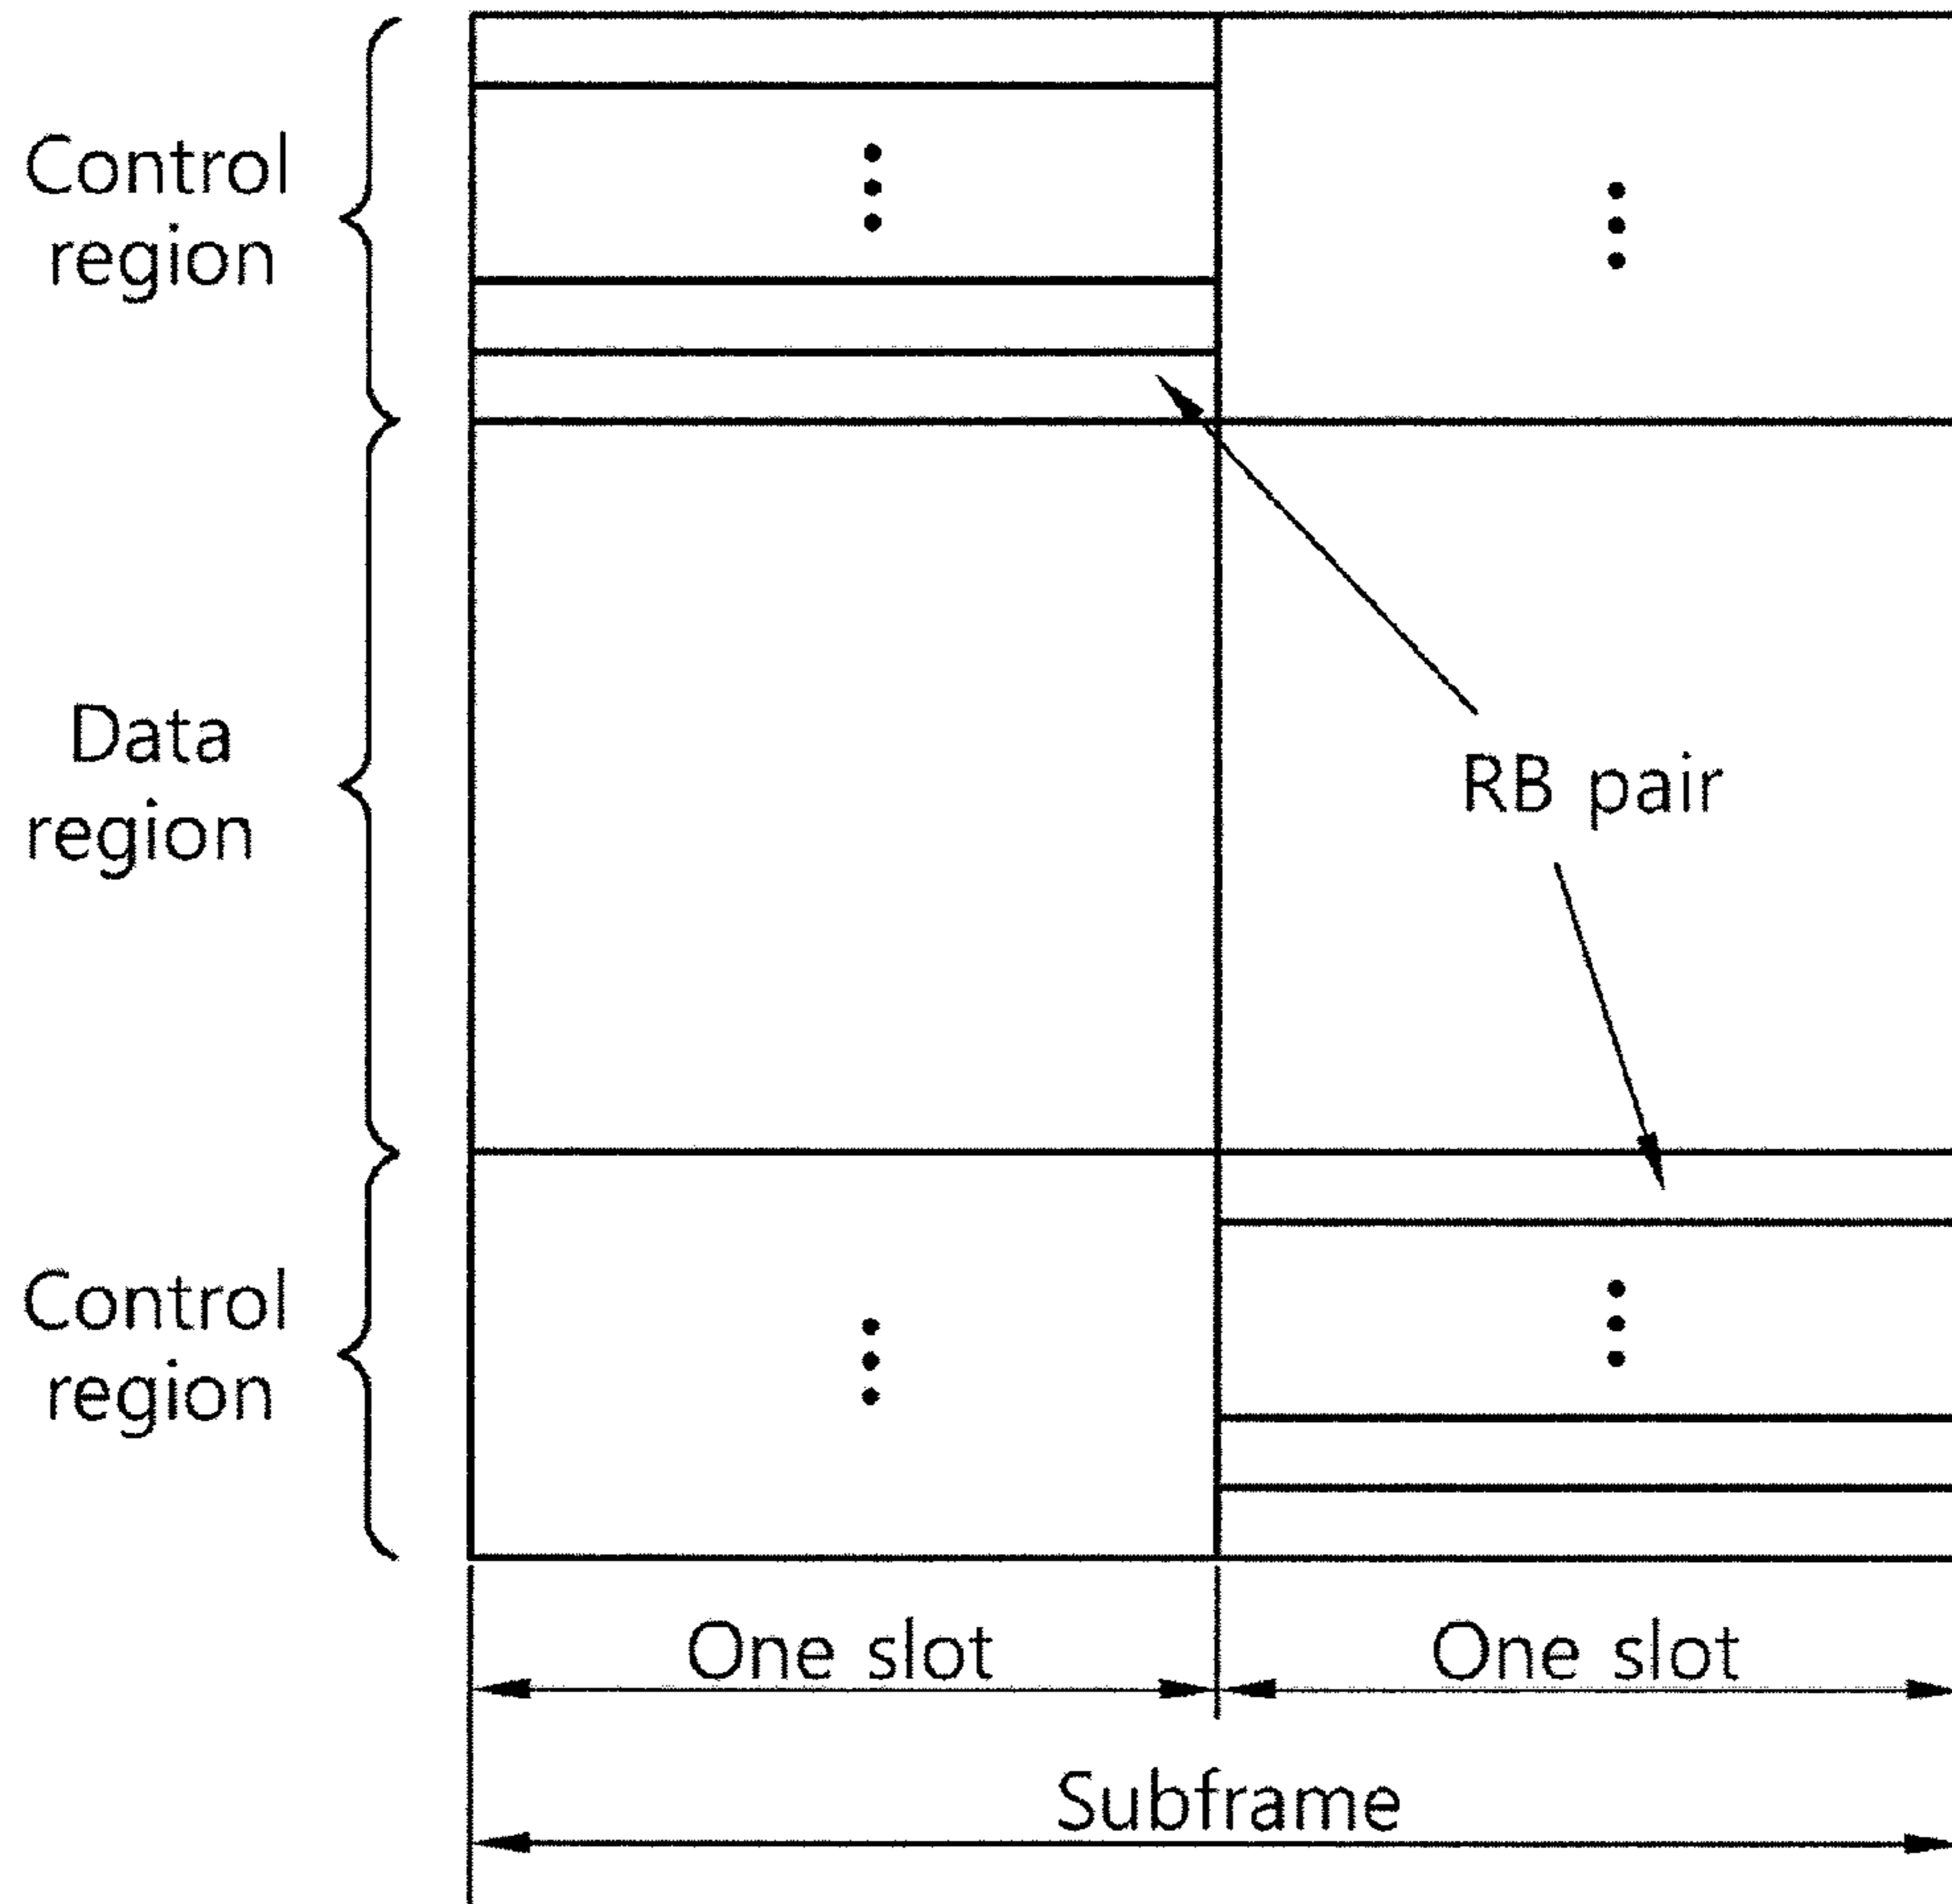 Control
region
Data
region
RB pair
Control
region
One slot
One slot
Subframe